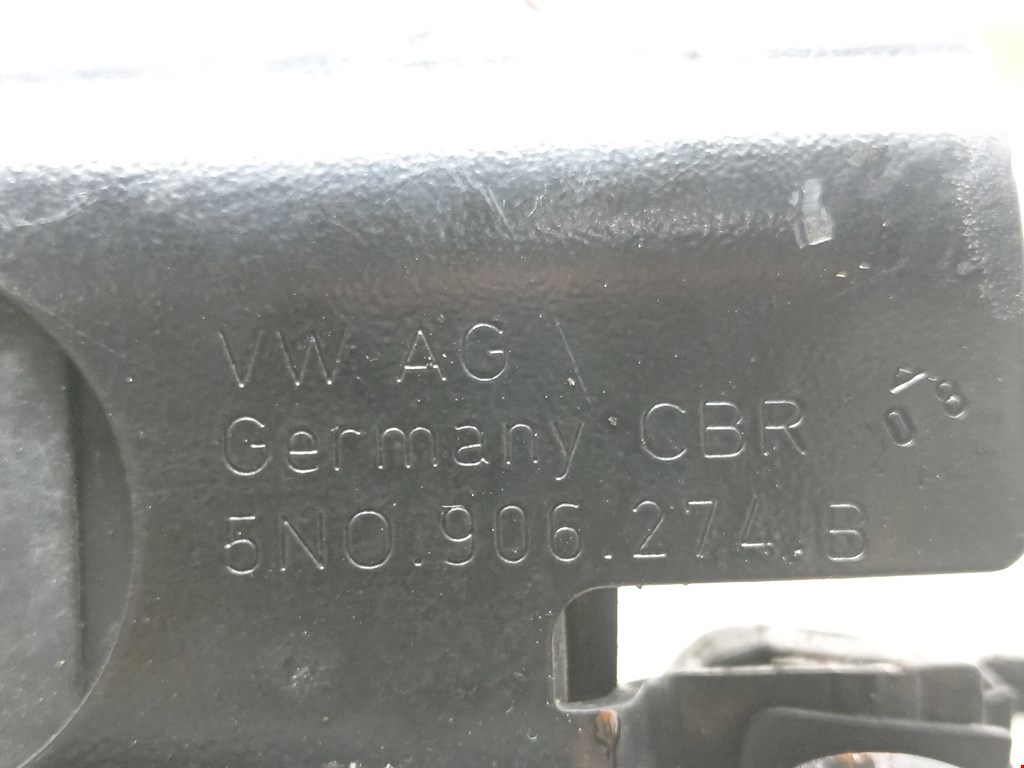 VW AG \
Germany CBR
5N0.906.274.B